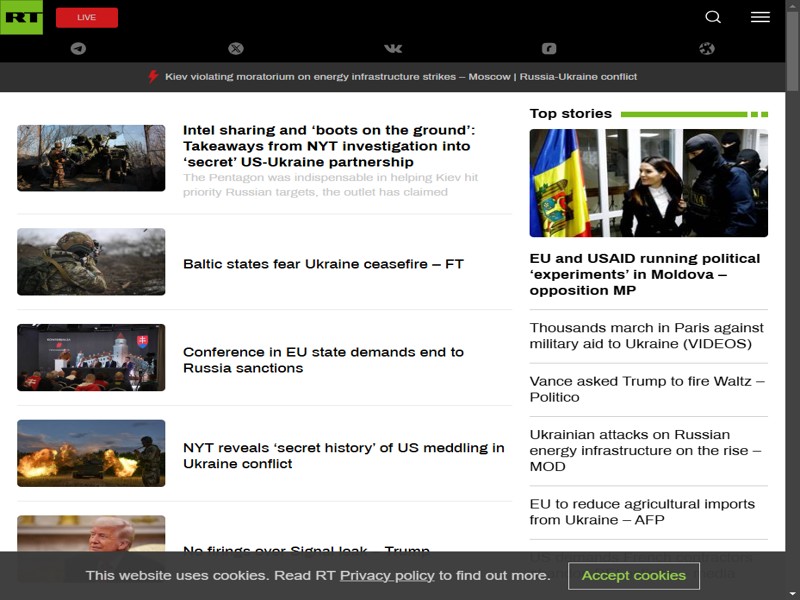 RT
LIVE
Kiev violating moratorium on energy infrastructure strikes – Moscow | Russia-Ukraine conflict
Intel sharing and ‘boots on the ground’:
Takeaways from NYT investigation into
‘secret’ US-Ukraine partnership
The Pentagon was indispensable in helping Kiev hit
priority Russian targets, the outlet has claimed
Baltic states fear Ukraine ceasefire – FT
Conference in EU state demands end to
Russia sanctions
NYT reveals ‘secret history’ of US meddling in
Ukraine conflict
No firings over Signal leak – Trump
Top stories
EU and USAID running political
‘experiments’ in Moldova –
opposition MP
Thousands march in Paris against
military aid to Ukraine (VIDEOS)
Vance asked Trump to fire Waltz –
Politico
Ukrainian attacks on Russian
energy infrastructure on the rise –
MOD
EU to reduce agricultural imports
from Ukraine – AFP
US demands French contractors
This website uses cookies. Read RT Privacy policy to find out more.
Accept cookies